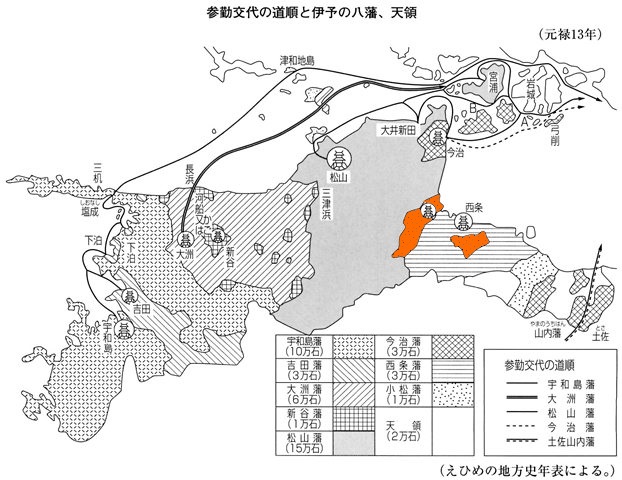 参勤交代の道順と伊予の八藩、天領
(元禄13年)
津和地島
宮浦
岩城
B
A
弓削
大井新田
今治
松山
三津浜
三机
しおなし
塩成
長浜
河船又はかご
大洲
新谷
下泊
下泊
吉田
宇和島
西条
やまのうちはん
山内藩
とさ
土佐
宇和島藩
(10万石)
今治藩
(3万石)
吉田藩
(3万石)
西条藩
(3万石)
大洲藩
(6万石)
小松藩
(1万石)
新谷藩
(1万石)
天領
(2万石)
松山藩
(15万石)
参勤交代の道順
宇和島藩
大洲藩
松山藩
今治藩
土佐山内藩
(えひめの地方史年表による。)